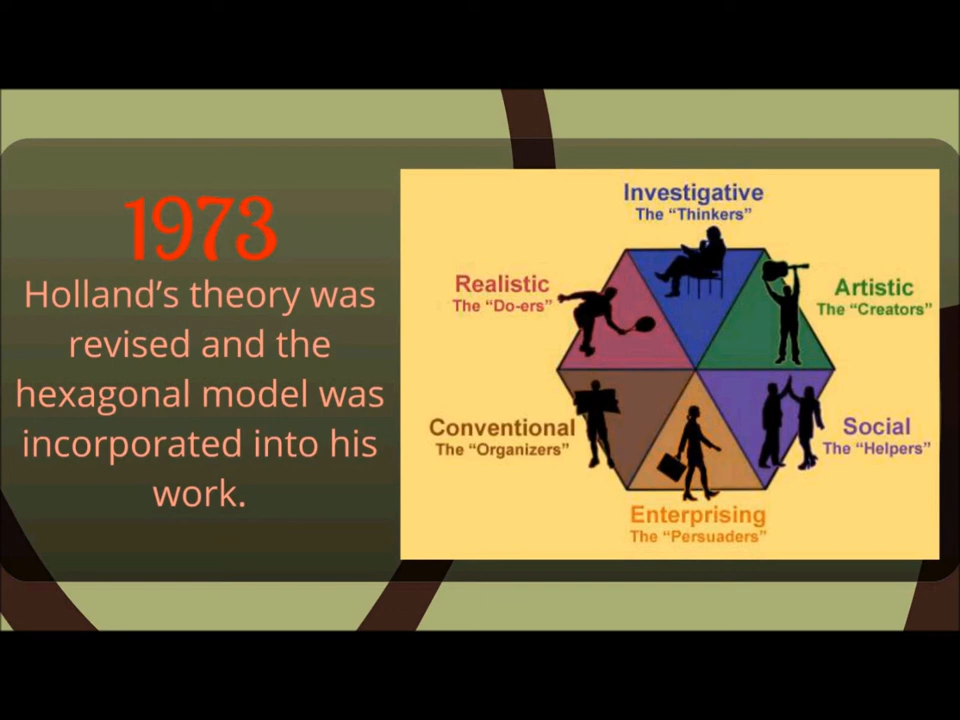 1973
Holland’s theory was
revised and the
hexagonal model was
incorporated into his
work.
Investigative
The “Thinkers”
Realistic
The “Do-ers”
Artistic
The “Creators”
Conventional
The “Organizers”
Social
The “Helpers”
Enterprising
The “Persuaders”